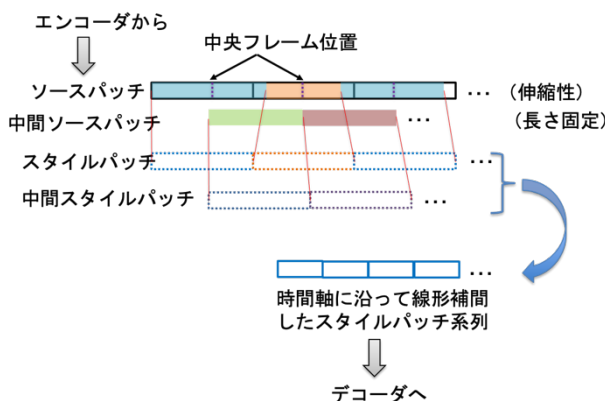 エンコーダから
中央フレーム位置
ソースパッチ ... (伸縮性)
中間ソースパッチ ... (長さ固定)
スタイルパッチ ...
中間スタイルパッチ ...
...
時間軸に沿って線形補間
したスタイルパッチ系列
デコーダへ